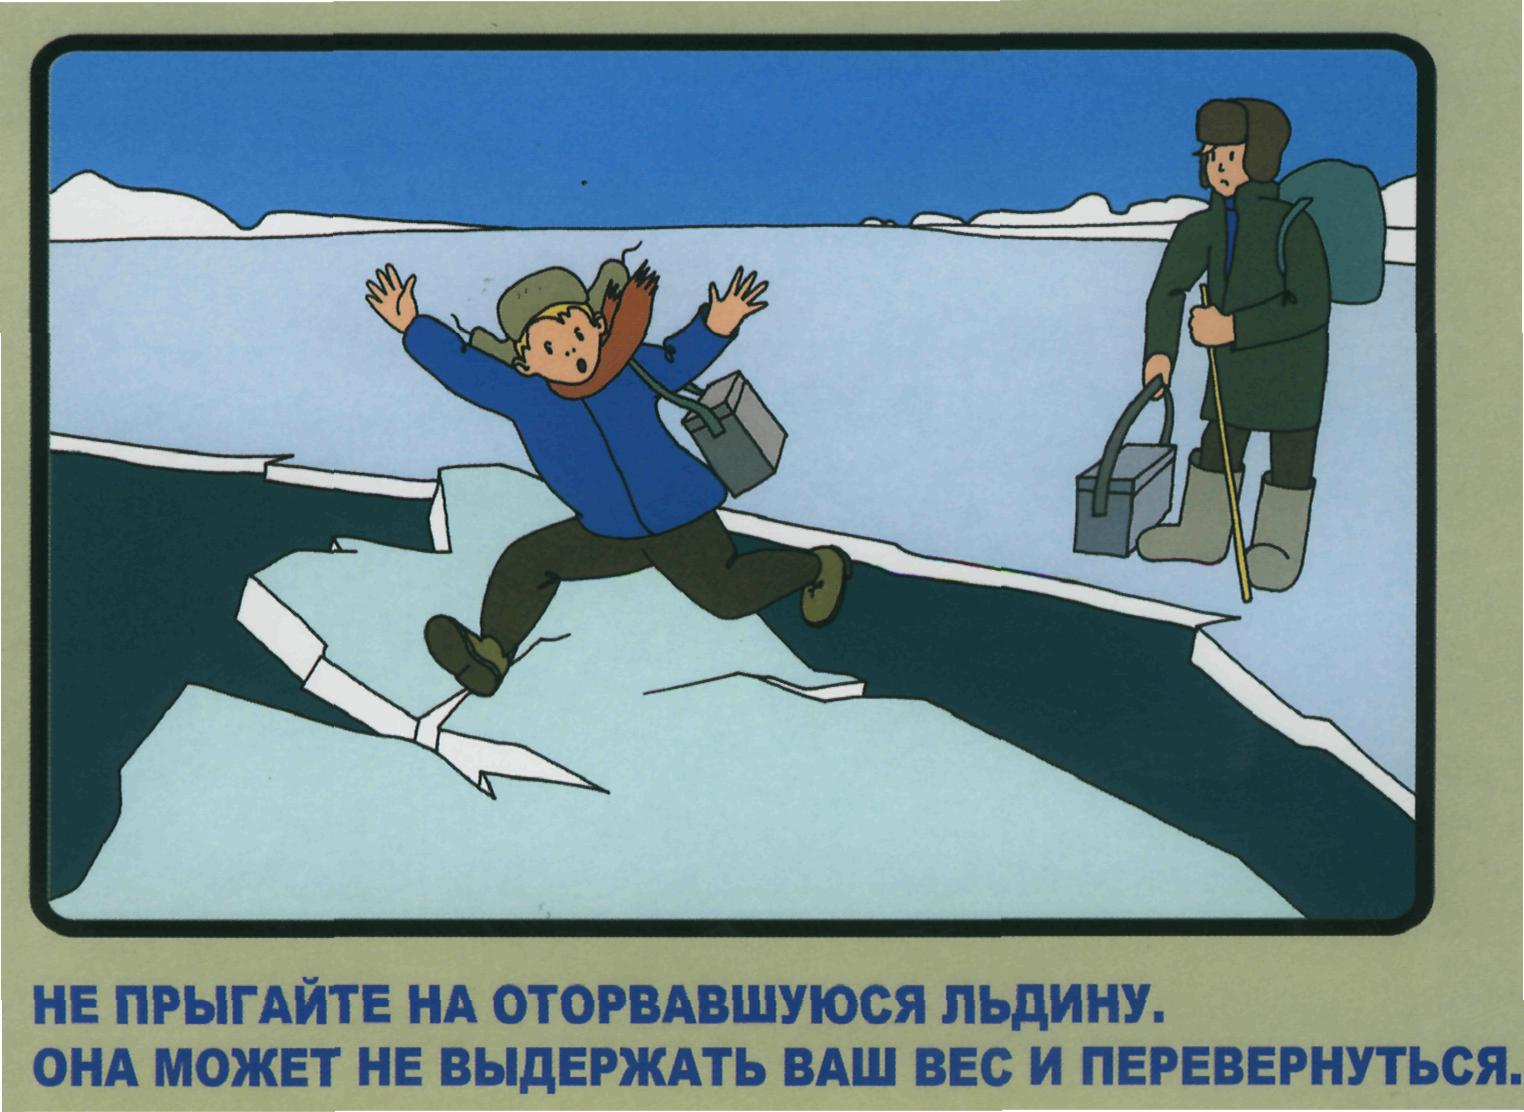 НЕ ПРЫГАЙТЕ НА ОТОРВАВШУЮСЯ ЛЬДИНУ.
ОНА МОЖЕТ НЕ ВЫДЕРЖАТЬ ВАШ ВЕС И ПЕРЕВЕРНУТЬСЯ.